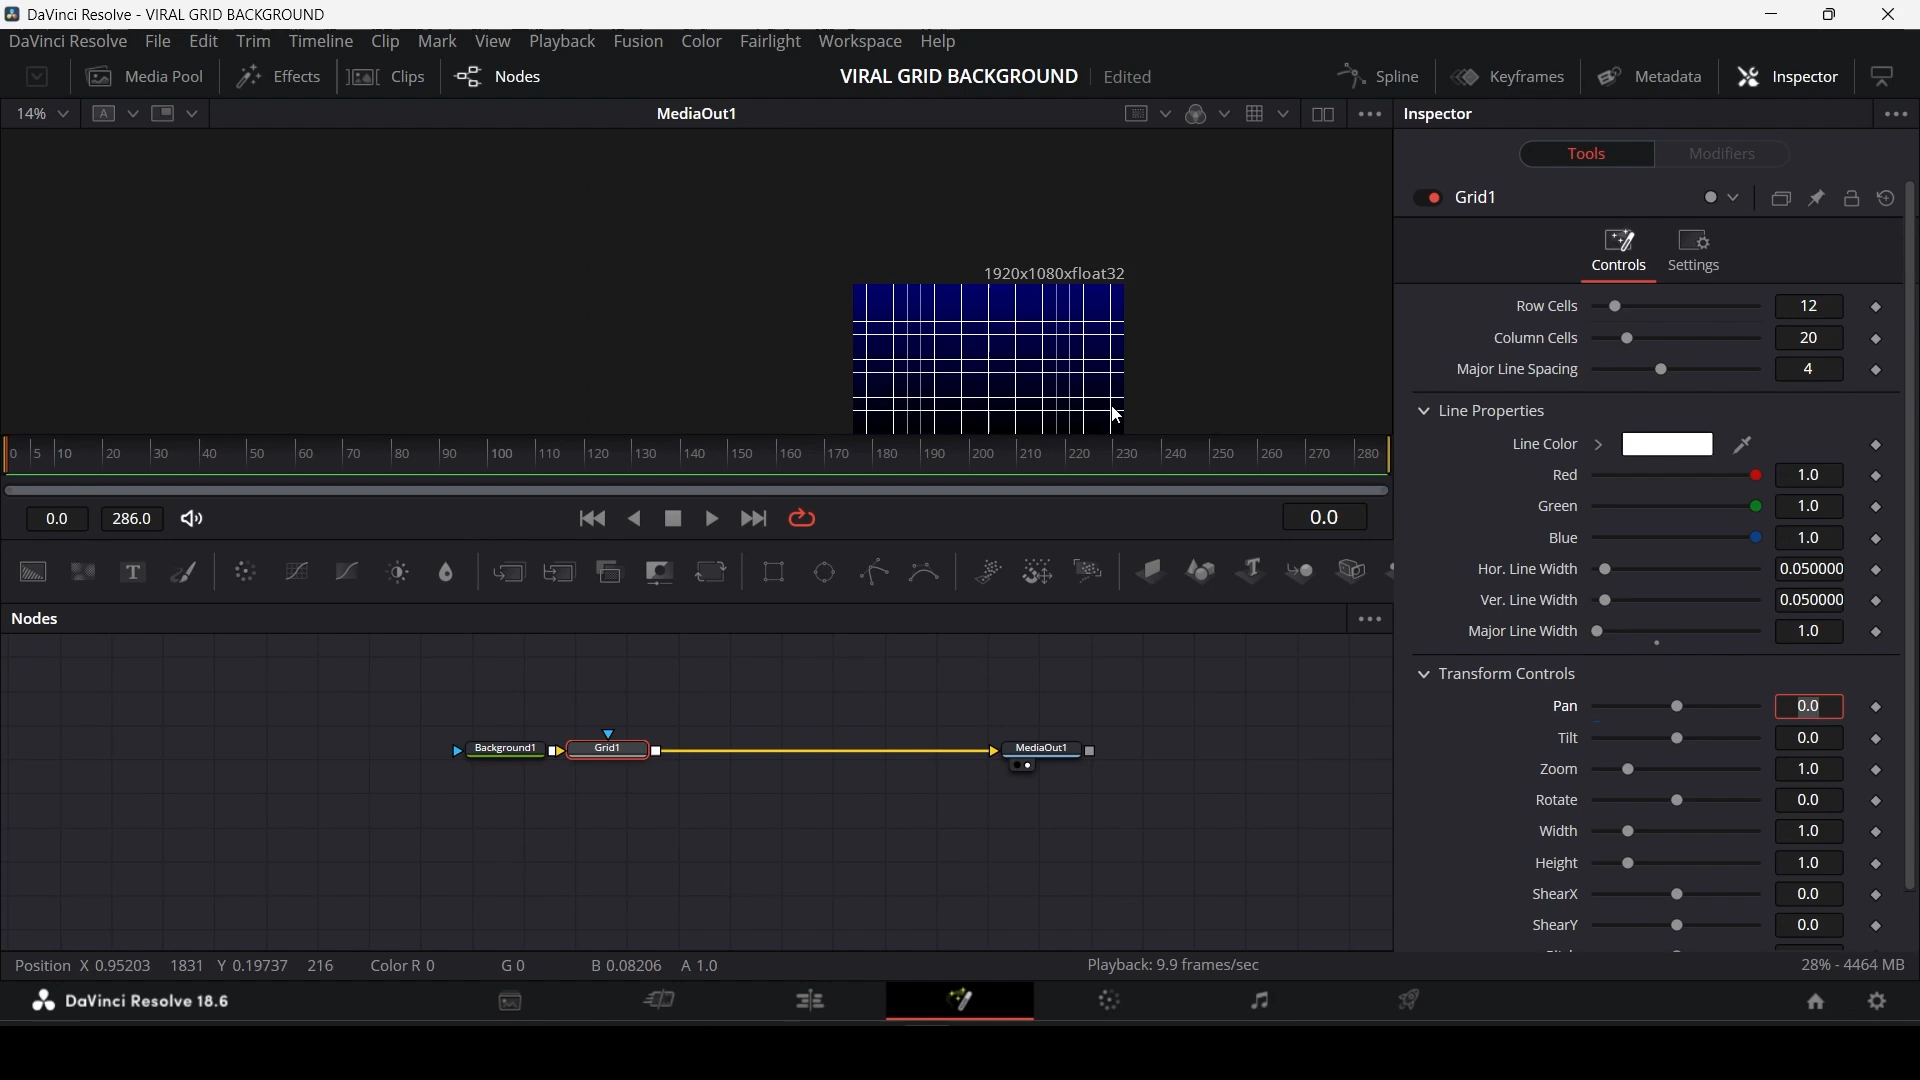 DaVinci Resolve - VIRAL GRID BACKGROUND
DaVinci Resolve File Edit Trim Timeline Clip Mark View Playback Fusion Color Fairlight Workspace Help
Media Pool Effects Clips Nodes VIRAL GRID BACKGROUND Edited Spline Keyframes Metadata Inspector
14% A MediaOut1 Inspector
Tools Modifiers
Grid1
Controls Settings
1920x1080xfloat32
Row Cells 12
Column Cells 20
Major Line Spacing 4
Line Properties
Line Color
Red 1.0
Green 1.0
Blue 1.0
Hor. Line Width 0.050000
Ver. Line Width 0.050000
Major Line Width 1.0
Transform Controls
Pan 0.0
Tilt 0.0
Zoom 1.0
Rotate 0.0
Width 1.0
Height 1.0
ShearX 0.0
ShearY 0.0
0 5 10 20 30 40 50 60 70 80 90 100 110 120 130 140 150 160 170 180 190 200 210 220 230 240 250 260 270 280
0.0 286.0 0.0
T T
Nodes
Background1 Grid1 MediaOut1
Position X 0.95203 1831 Y 0.19737 216 Color R 0 G 0 B 0.08206 A 1.0 Playback: 9.9 frames/sec 28% - 4464 MB
DaVinci Resolve 18.6